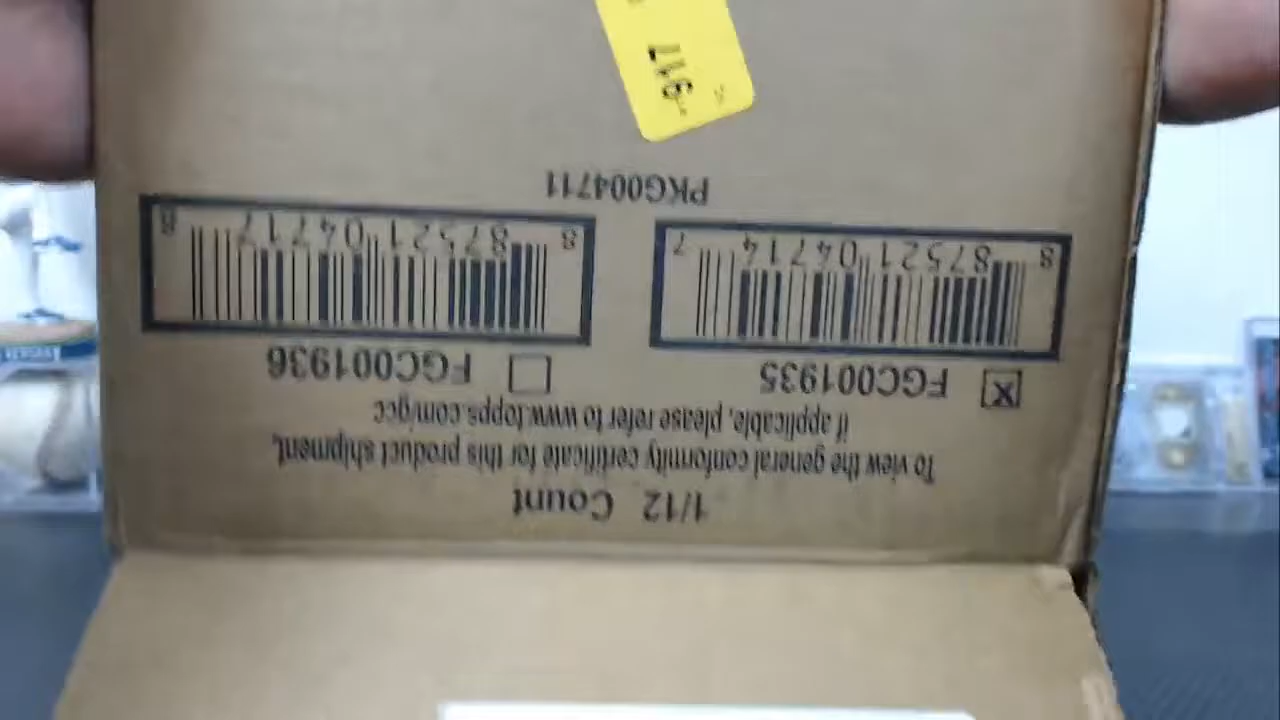 1/12 Count
To view the general conformity certificate for this product shipment,
if applicable, please refer to www.topps.com/gcc
X FGC001935 FGC001936
8 87521 04714 7 8 87521 04717 8
PKG004711